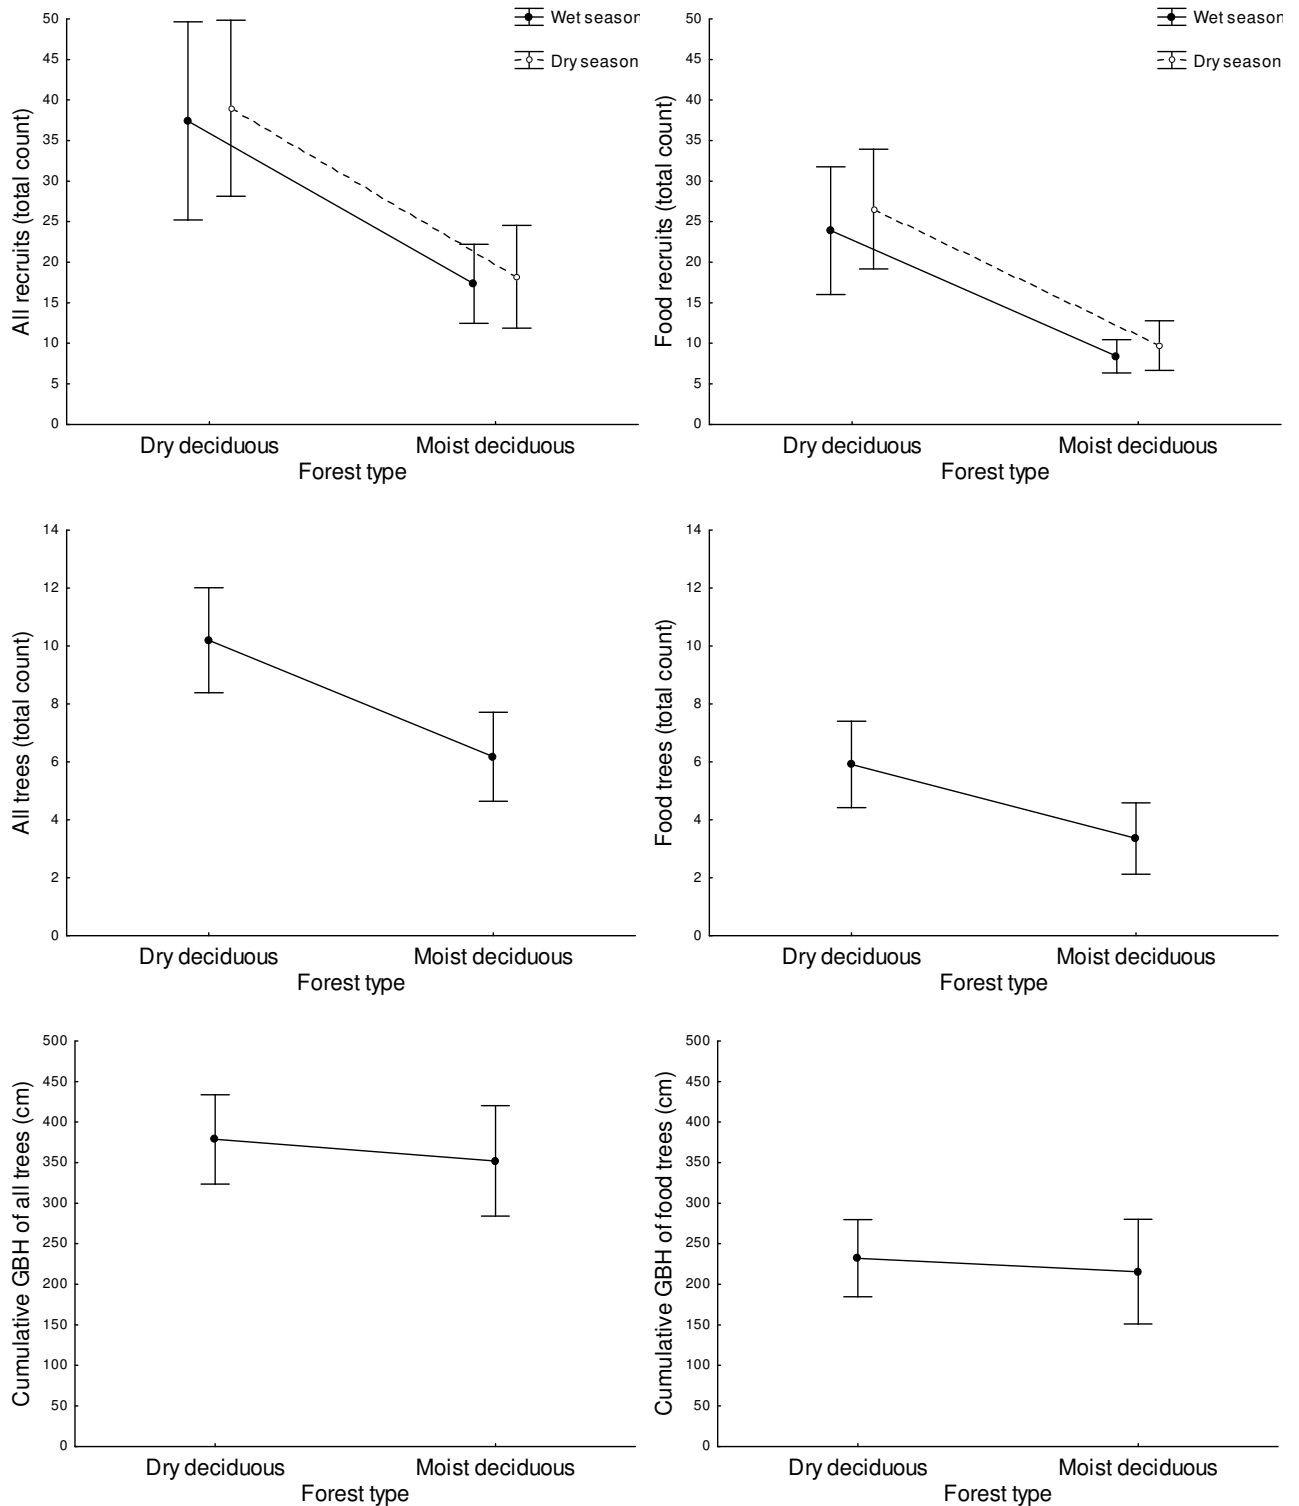 Wet season
Dry season
All recruits (total count)
50
45
40
35
30
25
20
15
10
5
0
Dry deciduous
Moist deciduous
Forest type
Wet season
Dry season
Food recruits (total count)
50
45
40
35
30
25
20
15
10
5
0
Dry deciduous
Moist deciduous
Forest type
All trees (total count)
14
12
10
8
6
4
2
0
Dry deciduous
Moist deciduous
Forest type
Food trees (total count)
14
12
10
8
6
4
2
0
Dry deciduous
Moist deciduous
Forest type
Cumulative GBH of all trees (cm)
500
450
400
350
300
250
200
150
100
50
0
Dry deciduous
Moist deciduous
Forest type
Cumulative GBH of food trees (cm)
500
450
400
350
300
250
200
150
100
50
0
Dry deciduous
Moist deciduous
Forest type